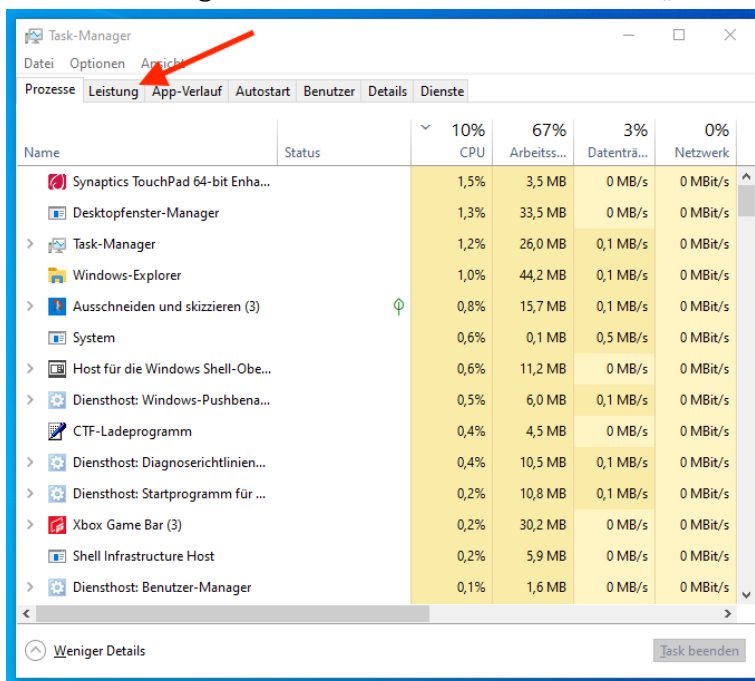 Task-Manager
Datei Optionen Ansicht
Prozesse Leistung App-Verlauf Autostart Benutzer Details Dienste
10% 67% 3% 0%
Name Status CPU Arbeitss... Datenträ... Netzwerk
Synaptics TouchPad 64-bit Enha... 1,5% 3,5 MB 0 MB/s 0 MBit/s
Desktopfenster-Manager 1,3% 33,5 MB 0 MB/s 0 MBit/s
Task-Manager 1,2% 26,0 MB 0,1 MB/s 0 MBit/s
Windows-Explorer 1,0% 44,2 MB 0,1 MB/s 0 MBit/s
Ausschneiden und skizzieren (3) 0,8% 15,7 MB 0,1 MB/s 0 MBit/s
System 0,6% 0,1 MB 0,5 MB/s 0 MBit/s
Host für die Windows Shell-Obe... 0,6% 11,2 MB 0 MB/s 0 MBit/s
Diensthost: Windows-Pushbena... 0,5% 6,0 MB 0,1 MB/s 0 MBit/s
CTF-Ladeprogramm 0,4% 4,5 MB 0 MB/s 0 MBit/s
Diensthost: Diagnoserichtlinien... 0,4% 10,5 MB 0,1 MB/s 0 MBit/s
Diensthost: Startprogramm für ... 0,2% 10,8 MB 0,1 MB/s 0 MBit/s
Xbox Game Bar (3) 0,2% 30,2 MB 0 MB/s 0 MBit/s
Shell Infrastructure Host 0,2% 5,9 MB 0 MB/s 0 MBit/s
Diensthost: Benutzer-Manager 0,1% 1,6 MB 0 MB/s 0 MBit/s
Weniger Details Task beenden